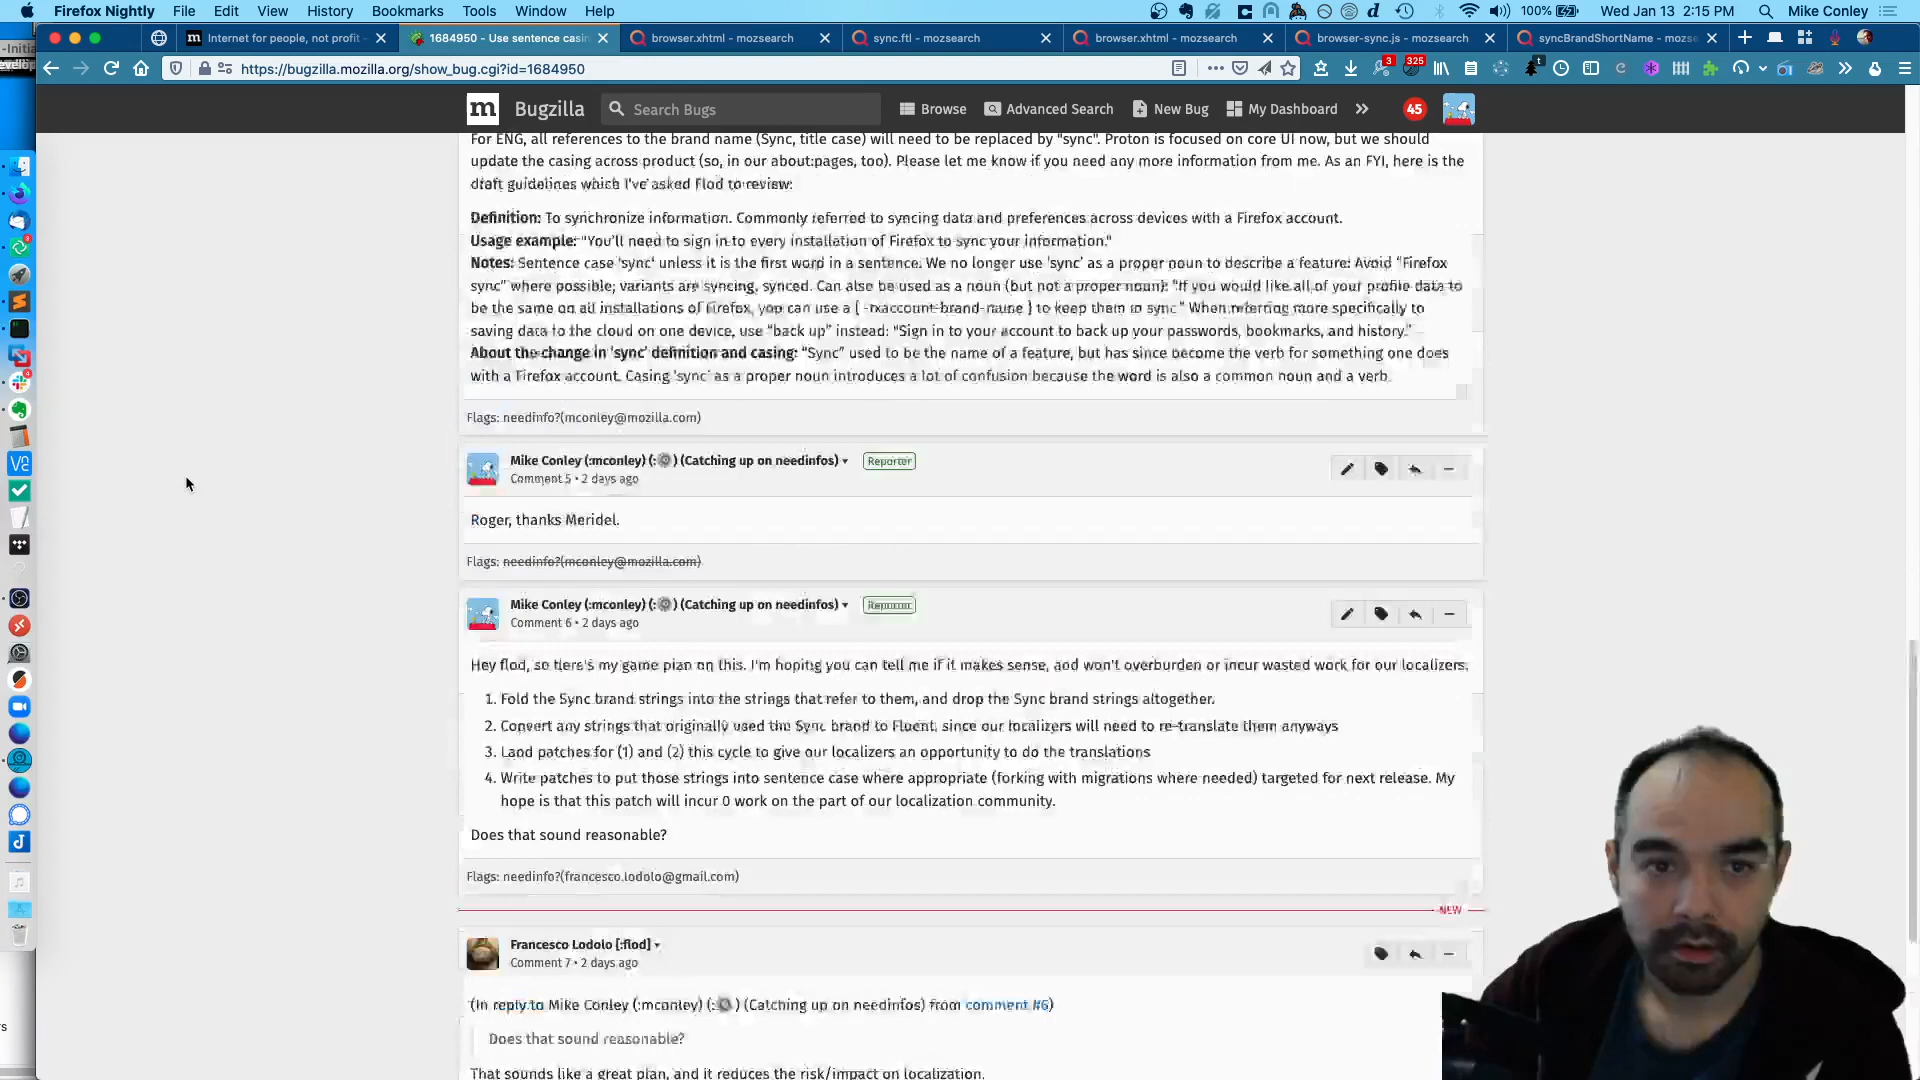 Firefox Nightly File Edit View History Bookmarks Tools Window Help
100% Wed Jan 13 2:15 PM Mike Conley
Internet for people, not profit - 1684950 - Use sentence casin browser.xhtml - mozsearch sync.ftl - mozsearch browser.xhtml - mozsearch browser-sync.js - mozsearch syncBrandShortName - mozse
https://bugzilla.mozilla.org/show_bug.cgi?id=1684950
3 325 t
m Bugzilla Search Bugs Browse Advanced Search New Bug My Dashboard 45
For ENG, all references to the brand name (Sync, title case) will need to be replaced by "sync". Proton is focused on core UI now, but we should
update the casing across product (so, in our about:pages, too). Please let me know if you need any more information from me. As an FYI, here is the
draft guidelines which I've asked Flod to review:
Definition: To synchronize information. Commonly referred to syncing data and preferences across devices with a Firefox account.
Usage example: "You'll need to sign in to every installation of Firefox to sync your information."
Notes: Sentence case 'sync' unless it is the first word in a sentence. We no longer use 'sync' as a proper noun to describe a feature: Avoid "Firefox
sync" where possible; variants are syncing, synced. Can also be used as a noun (but not a proper noun): "If you would like all of your profile data to
be the same on all installations of Firefox, you can use a { -fxaccount-brand-name } to keep them in sync." When referring more specifically to
saving data to the cloud on one device, use "back up" instead: "Sign in to your account to back up your passwords, bookmarks, and history."
About the change in 'sync' definition and casing: "Sync" used to be the name of a feature, but has since become the verb for something one does
with a Firefox account. Casing 'sync' as a proper noun introduces a lot of confusion because the word is also a common noun and a verb.
Flags: needinfo?(mconley@mozilla.com)
Mike Conley (:mconley) (:⚙) (Catching up on needinfos) Reporter
Comment 5 • 2 days ago
Roger, thanks Meridel.
Flags: needinfo?(mconley@mozilla.com)
Mike Conley (:mconley) (:⚙) (Catching up on needinfos) Reporter
Comment 6 • 2 days ago
Hey flod, so here's my game plan on this. I'm hoping you can tell me if it makes sense, and won't overburden or incur wasted work for our localizers.
1. Fold the Sync brand strings into the strings that refer to them, and drop the Sync brand strings altogether.
2. Convert any strings that originally used the Sync brand to Fluent, since our localizers will need to re-translate them anyways
3. Land patches for (1) and (2) this cycle to give our localizers an opportunity to do the translations
4. Write patches to put those strings into sentence case where appropriate (forking with migrations where needed) targeted for next release. My
hope is that this patch will incur 0 work on the part of our localization community.
Does that sound reasonable?
Flags: needinfo?(francesco.lodolo@gmail.com)
NEW
Francesco Lodolo [:flod]
Comment 7 • 2 days ago
(In reply to Mike Conley (:mconley) (:⚙) (Catching up on needinfos) from comment #6)
Does that sound reasonable?
That sounds like a great plan, and it reduces the risk/impact on localization.